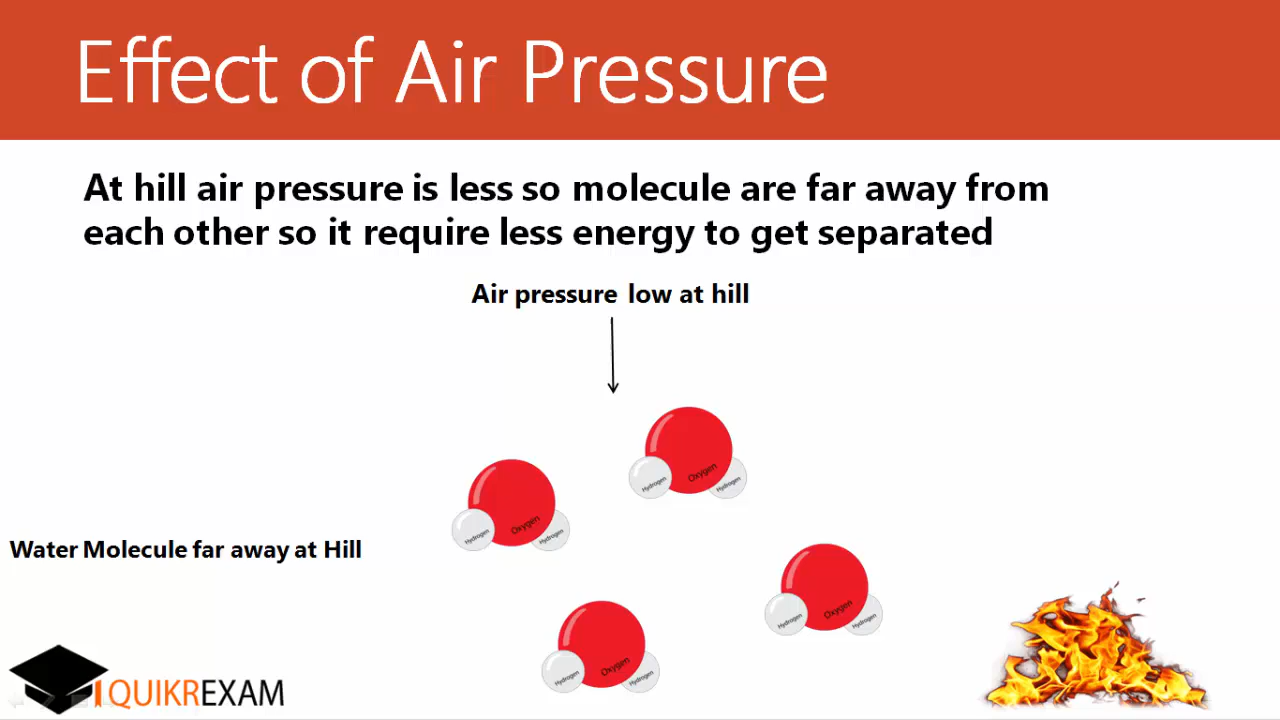 Effect of Air Pressure
At hill air pressure is less so molecule are far away from
each other so it require less energy to get separated
Air pressure low at hill
Oxygen
Hydrogen
Hydrogen
Oxygen
Hydrogen
Hydrogen
Water Molecule far away at Hill
Oxygen
Hydrogen
Hydrogen
Oxygen
Hydrogen
Hydrogen
QUIKREXAM